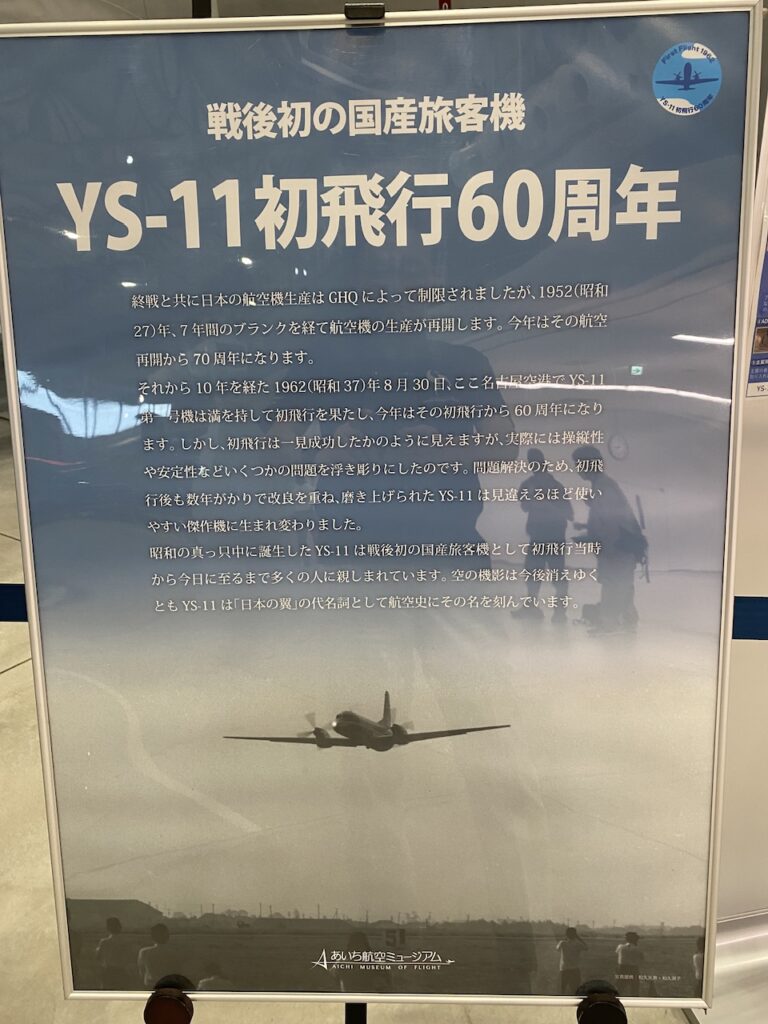 First Flight 1962
YS-11初飛行60周年
戦後初の国産旅客機
YS-11初飛行60周年
終戦と共に日本の航空機生産はGHQによって制限されましたが、1952(昭和
27)年、7年間のブランクを経て航空機の生産が再開します。今年はその航空
再開から70周年になります。
それから10年を経た1962(昭和37)年8月30日、ここ名古屋空港でYS-11
第一号機は満を持して初飛行を果たし、今年はその初飛行から60周年になり
ます。しかし、初飛行は一見成功したかのように見えますが、実際には操縦性
や安定性などいくつかの問題を浮き彫りにしたのです。問題解決のため、初飛
行後も数年がかりで改良を重ね、磨き上げられたYS-11は見違えるほど使い
やすい傑作機に生まれ変わりました。
昭和の真っ只中に誕生したYS-11は戦後初の国産旅客機として初飛行当時
から今日に至るまで多くの人に親しまれています。空の機影は今後消えゆく
ともYS-11は「日本の翼」の代名詞として航空史にその名を刻んでいます。
51
あいち航空ミュージアム
AICHI MUSEUM OF FLIGHT
YS-